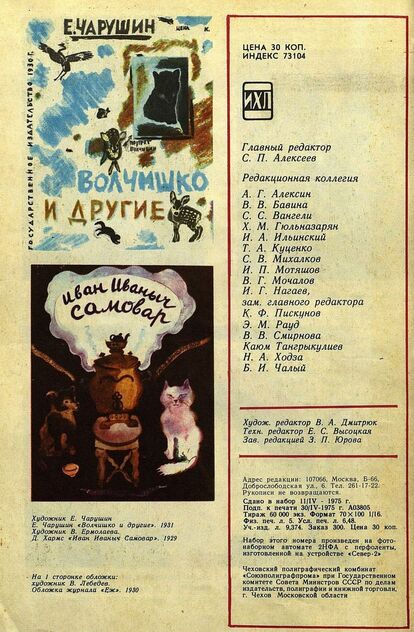 Е. ЧАРУШИН
ЦЕНА К.
ГОСУДАРСТВЕННОЕ ИЗДАТЕЛЬСТВО 1930 г.
ПОРТРЕТ
ВОЛЧИШКИ
ВОЛЧИШКО
И ДРУГИЕ
Иван Иваныч
Самовар
Художник Е. Чарушин
Е. Чарушин «Волчишко и другие». 1931
Художник В. Ермолаева.
Д. Хармс «Иван Иваныч Самовар». 1929
На 1 сторонке обложки:
художник В. Лебедев.
Обложка журнала «Еж». 1930
ЦЕНА 30 КОП.
ИНДЕКС 73104
ИХЛ
Главный редактор
С. П. Алексеев
Редакционная коллегия
А. Г. Алексин
В. В. Бавина
С. С. Вангели
Х. М. Гюльназарян
И. А. Ильинский
Т. А. Куценко
С. В. Михалков
И. П. Мотяшов
В. Г. Мочалов
И. Г. Нагаев,
зам. главного редактора
К. Ф. Пискунов
Э. М. Рауд
В. В. Смирнова
Каюм Тангрыкулиев
Н. А. Ходза
Б. И. Чалый
Худож. редактор В. А. Дмитрюк
Техн. редактор Е. С. Высоцкая
Зав. редакцией Э. П. Юрова
Адрес редакции: 107066, Москва, Б-66,
Доброслободская ул., 6. Тел. 261-17-22.
Рукописи не возвращаются.
Сдано в набор 11/IV - 1975 г.
Подп. к печати 30/IV-1975 г. А03805
Тираж 60 000 экз. Формат 70 × 100 1/16.
Физ. печ. л. 5. Усл. печ. л. 6,48.
Уч.-изд. л. 9,374. Заказ 300. Цена 30 коп.
Набор этого номера произведен на фото-
наборном автомате 2НФА с перфоленты,
изготовленной на устройстве «Север-2»
Чеховский полиграфический комбинат
«Союзполиграфпрома» при Государственном
комитете Совета Министров СССР по делам
издательств, полиграфии и книжной торговли,
г. Чехов Московской области